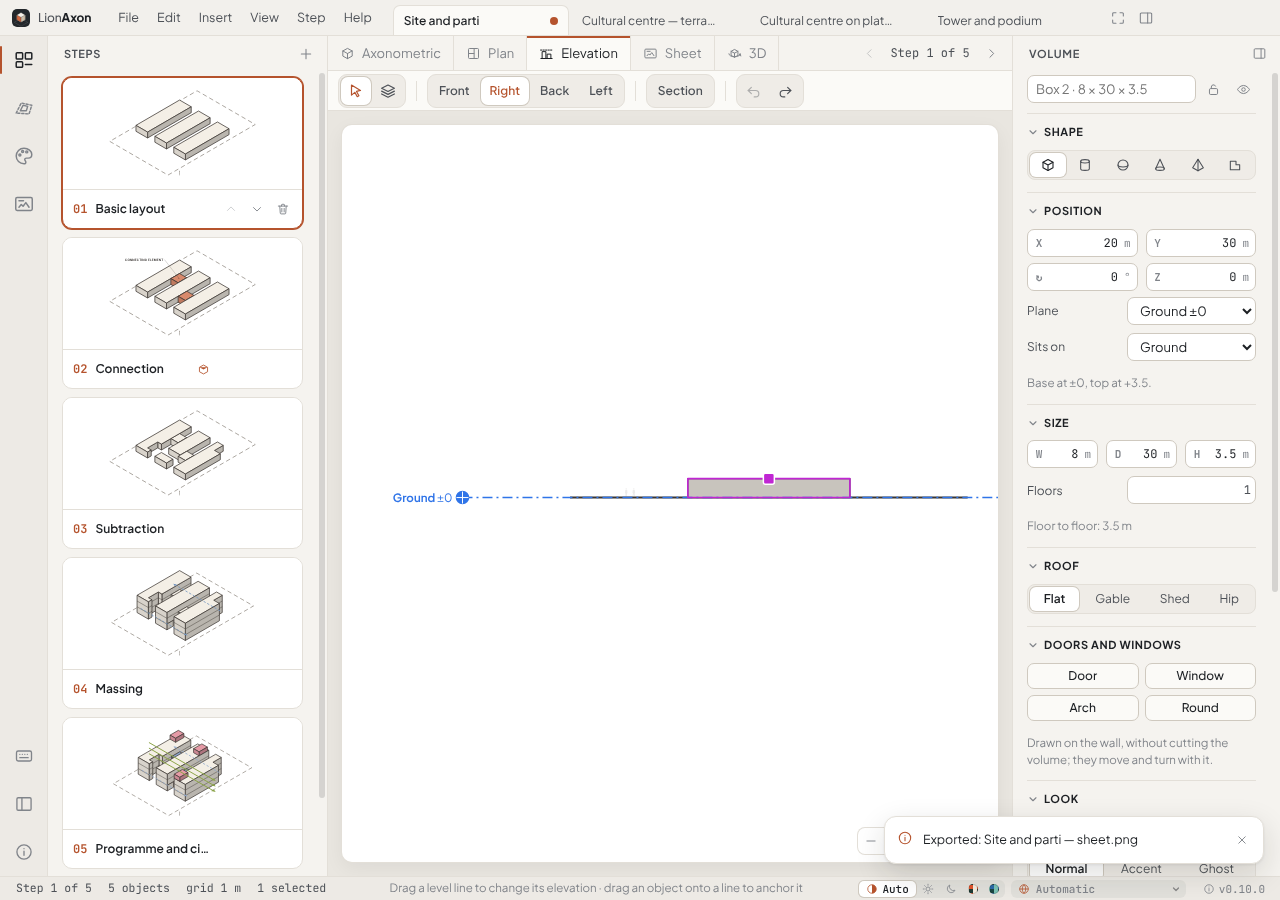 LionAxon
File Edit Insert View Step Help
Site and parti
Cultural centre — terra…
Cultural centre on plat…
Tower and podium
STEPS
01 Basic layout
CONNECTING ELEMENT
02 Connection
03 Subtraction
04 Massing
05 Programme and ci…
Axonometric Plan Elevation Sheet 3D
Step 1 of 5
Front Right Back Left Section
Ground ±0
VOLUME
Box 2 · 8 × 30 × 3.5
SHAPE
POSITION
X 20 m Y 30 m
↻ 0 ° Z 0 m
Plane Ground ±0
Sits on Ground
Base at ±0, top at +3.5.
SIZE
W 8 m D 30 m H 3.5 m
Floors 1
Floor to floor: 3.5 m
ROOF
Flat Gable Shed Hip
DOORS AND WINDOWS
Door Window
Arch Round
Drawn on the wall, without cutting the
volume; they move and turn with it.
LOOK
Exported: Site and parti — sheet.png
Normal Accent Ghost
Step 1 of 5 5 objects grid 1 m 1 selected
Drag a level line to change its elevation · drag an object onto a line to anchor it
Auto
Automatic
v0.10.0